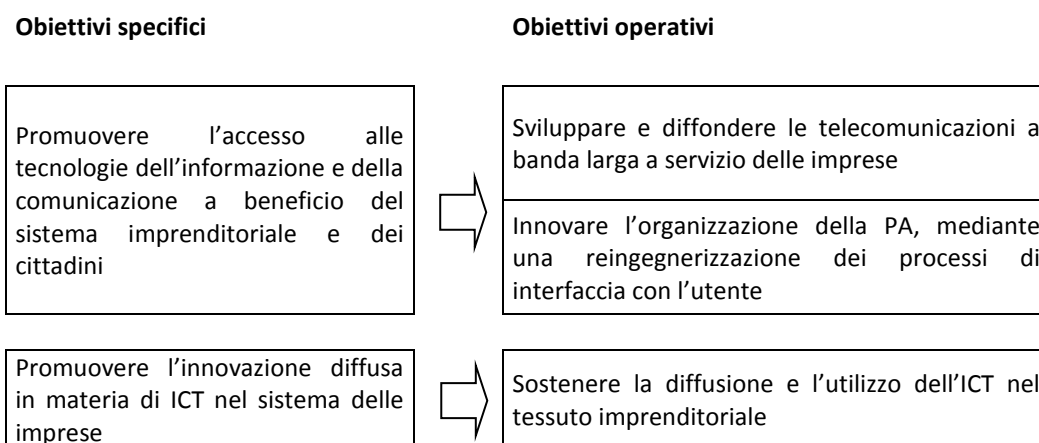 Obiettivi specifici
Obiettivi operativi
Promuovere l’accesso alle
tecnologie dell’informazione e della
comunicazione a beneficio del
sistema imprenditoriale e dei
cittadini
Sviluppare e diffondere le telecomunicazioni a
banda larga a servizio delle imprese
Innovare l’organizzazione della PA, mediante
una reingegnerizzazione dei processi di
interfaccia con l’utente
Promuovere l’innovazione diffusa
in materia di ICT nel sistema delle
imprese
Sostenere la diffusione e l’utilizzo dell’ICT nel
tessuto imprenditoriale